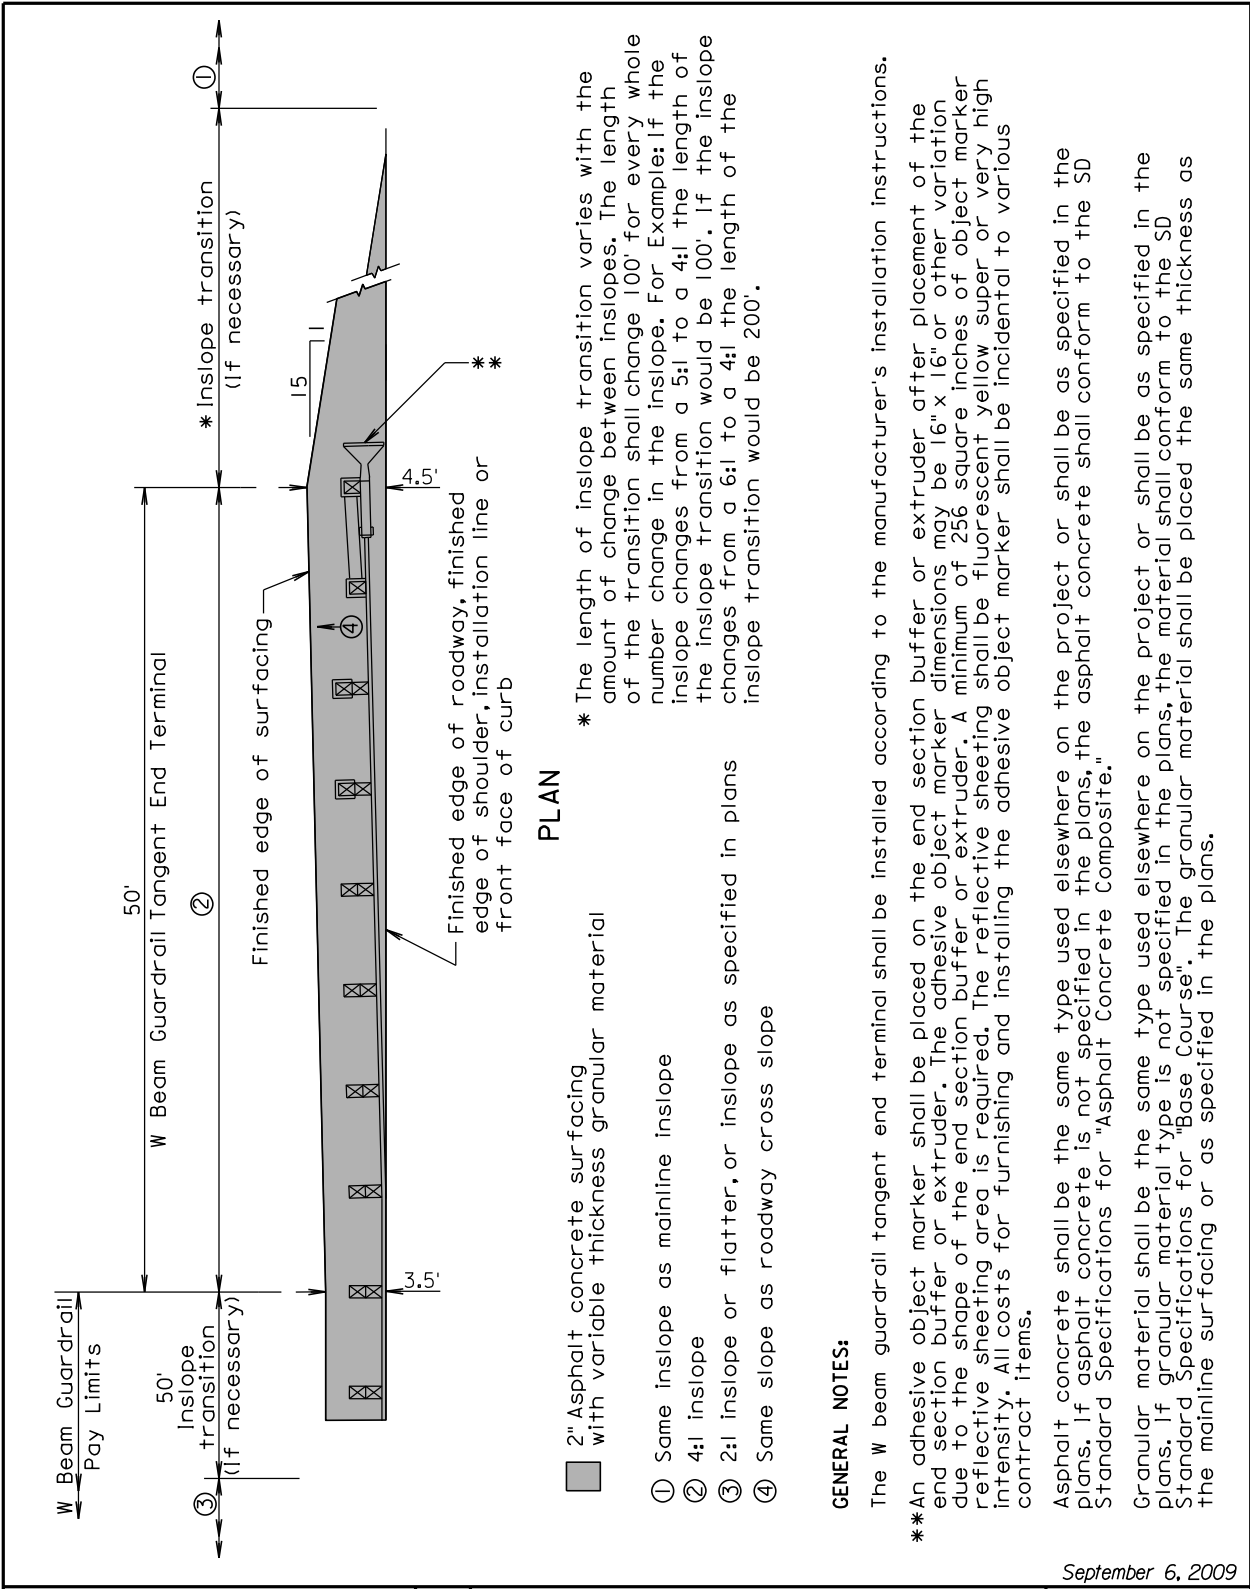 W Beam Guardrail
Pay Limits
50'
W Beam Guardrail Tangent End Terminal
③
50'
Inslope
transition
(If necessary)
②
* Inslope transition
(If necessary)
①
Finished edge of surfacing
15
1
④
3.5'
4.5'
**
Finished edge of roadway, finished
edge of shoulder, installation line or
front face of curb
PLAN
2" Asphalt concrete surfacing
with variable thickness granular material
① Same inslope as mainline inslope
② 4:1 inslope
③ 2:1 inslope or flatter, or inslope as specified in plans
④ Same slope as roadway cross slope
* The length of inslope transition varies with the
amount of change between inslopes. The length
of the transition shall change 100' for every whole
number change in the inslope. For Example: If the
inslope changes from a 5:1 to a 4:1 the length of
the inslope transition would be 100'. If the inslope
changes from a 6:1 to a 4:1 the length of the
inslope transition would be 200'.
GENERAL NOTES:
The W beam guardrail tangent end terminal shall be installed according to the manufacturer's installation instructions.
**An adhesive object marker shall be placed on the end section buffer or extruder after placement of the
end section buffer or extruder. The adhesive object marker dimensions may be 16" x 16" or other variation
due to the shape of the end section buffer or extruder. A minimum of 256 square inches of object marker
reflective sheeting area is required. The reflective sheeting shall be fluorescent yellow super or very high
intensity. All costs for furnishing and installing the adhesive object marker shall be incidental to various
contract items.
Asphalt concrete shall be the same type used elsewhere on the project or shall be as specified in the
plans. If asphalt concrete is not specified in the plans, the asphalt concrete shall conform to the SD
Standard Specifications for "Asphalt Concrete Composite."
Granular material shall be the same type used elsewhere on the project or shall be as specified in the
plans. If granular material type is not specified in the plans, the material shall conform to the SD
Standard Specifications for "Base Course". The granular material shall be placed the same thickness as
the mainline surfacing or as specified in the plans.
September 6, 2009